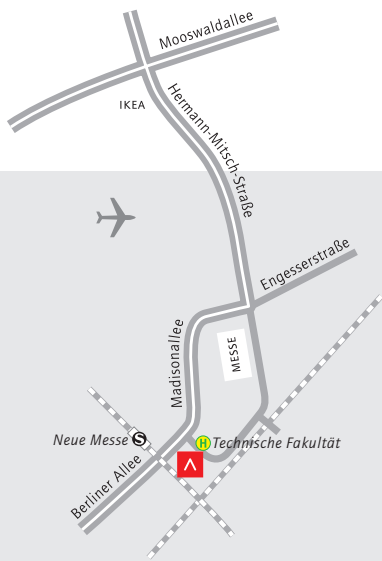 Mooswaldallee
IKEA
Hermann-Mitsch-Straße
Engesserstraße
Madisonallee
MESSE
Neue Messe S
H Technische Fakultät
Berliner Allee